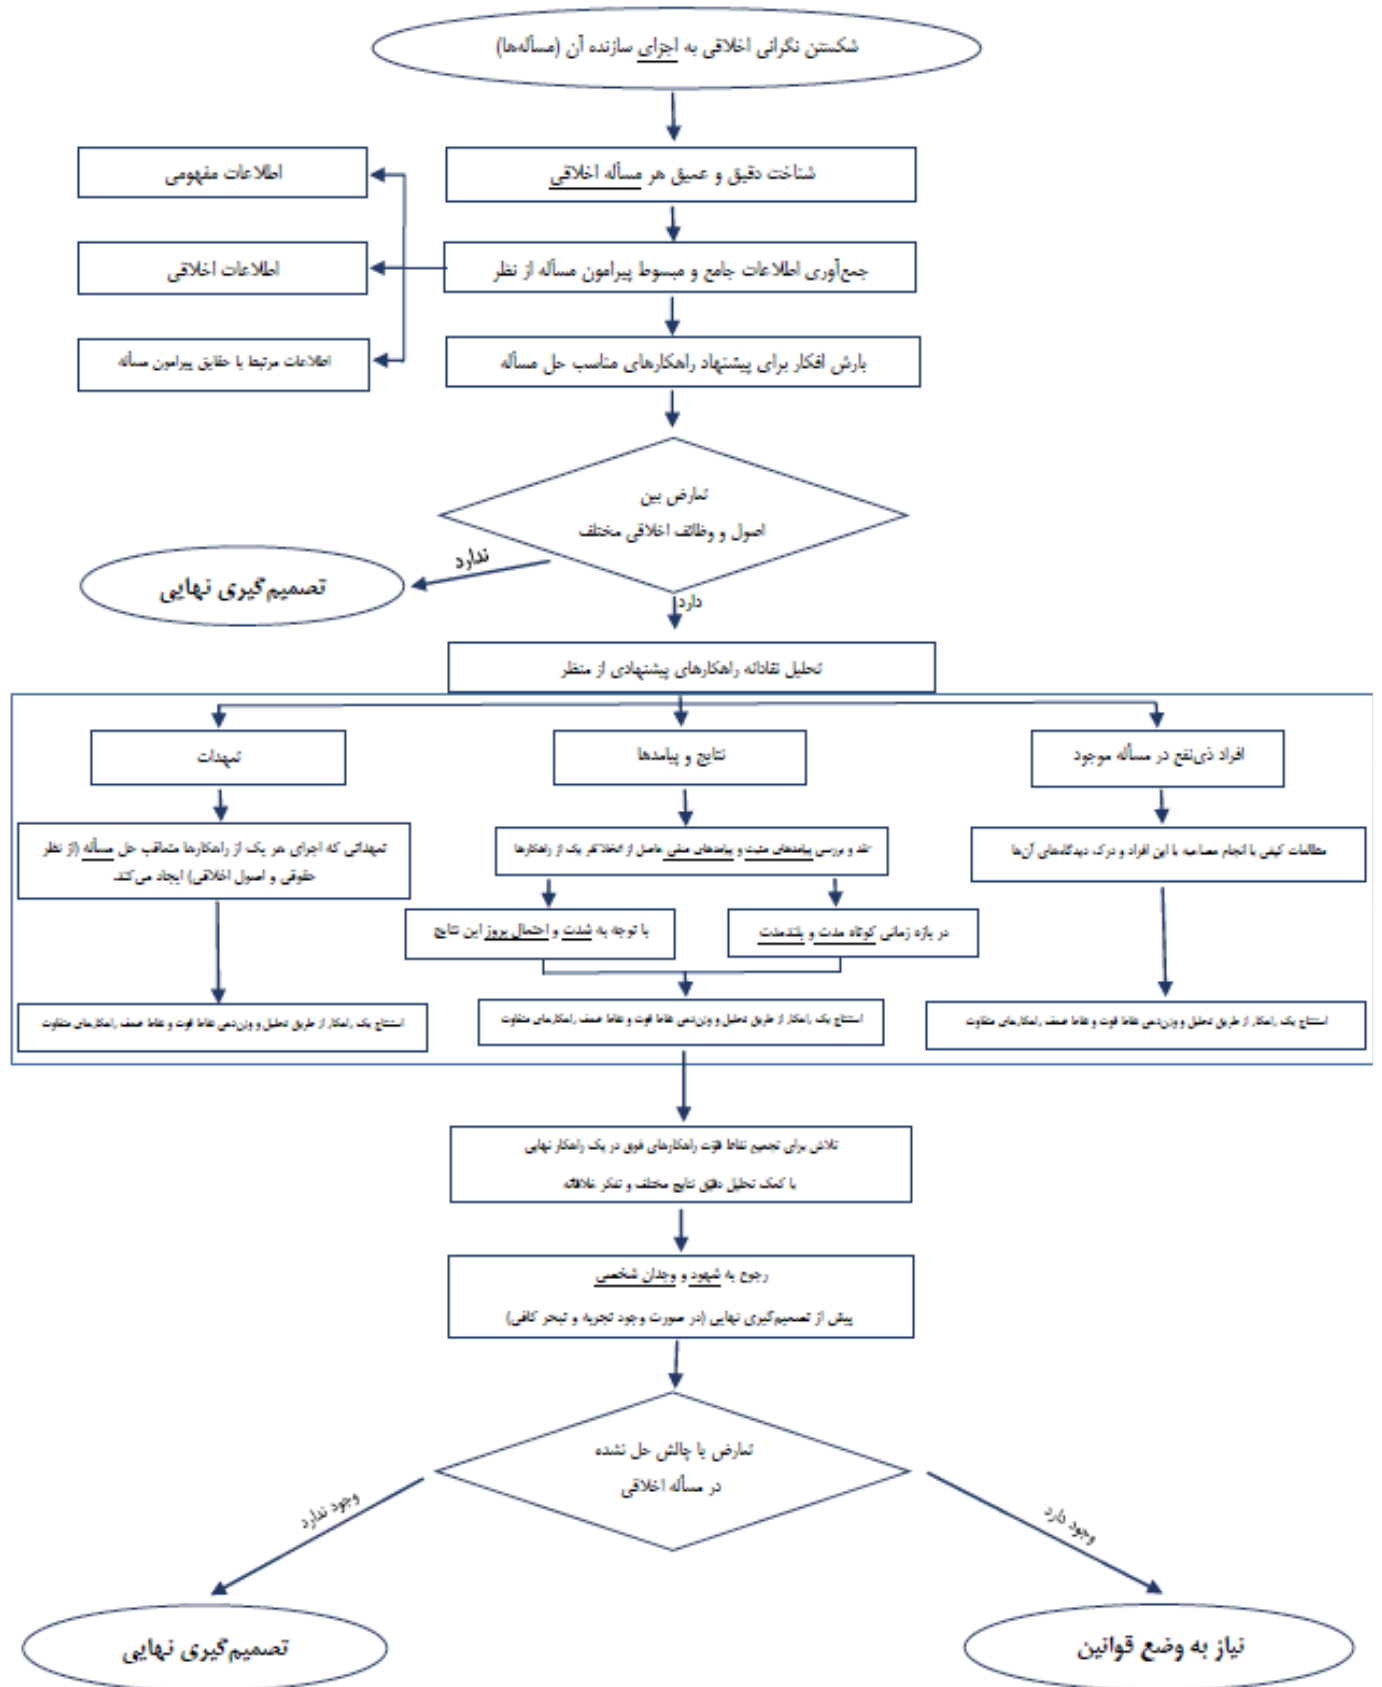 شکستن نگرانی اخلاقی به اجزای سازنده آن (مسأله‌ها)
شناخت دقیق و عمیق هر مسأله اخلاقی
اطلاعات مفهومی
جمع‌آوری اطلاعات جامع و مبسوط پیرامون مسأله از نظر
اطلاعات اخلاقی
بارش افکار برای پیشنهاد راهکارهای مناسب حل مسأله
اطلاعات مرتبط با حقایق پیرامون مسأله
تعارض بین
اصول و وظائف اخلاقی مختلف
ندارد
تصمیم‌گیری نهایی
دارد
تحلیل نقادانه راهکارهای پیشنهادی از منظر
افراد ذی‌نفع در مسأله موجود
نتایج و پیامدها
تعهدات
مطالعات کیفی با انجام مصاحبه با این افراد و درک دیدگاه‌های آن‌ها
نقد و بررسی پیامدهای مثبت و پیامدهای منفی حاصل از اتخاذ هر یک از راهکارها
تعهداتی که اجرای هر یک از راهکارها متعاقب حل مسأله (از نظر
حقوقی و اصول اخلاقی) ایجاد می‌کند.
در بازه زمانی کوتاه مدت و بلندمدت
با توجه به شدت و احتمال بروز این نتایج
استنتاج یک راهکار از طریق تحلیل و وزن‌دهی نقاط قوت و نقاط ضعف راهکارهای متفاوت
استنتاج یک راهکار از طریق تحلیل و وزن‌دهی نقاط قوت و نقاط ضعف راهکارهای متفاوت
استنتاج یک راهکار از طریق تحلیل و وزن‌دهی نقاط قوت و نقاط ضعف راهکارهای متفاوت
تلاش برای تجمیع نقاط قوّت راهکارهای فوق در یک راهکار نهایی
با کمک تحلیل دقیق نتایج مختلف و تفکر خلاقانه
رجوع به شهود و وجدان شخصی
پیش از تصمیم‌گیری نهایی (در صورت وجود تجربه و تبحر کافی)
تعارض یا چالش حل نشده
در مسأله اخلاقی
وجود دارد
وجود ندارد
نیاز به وضع قوانین
تصمیم‌گیری نهایی